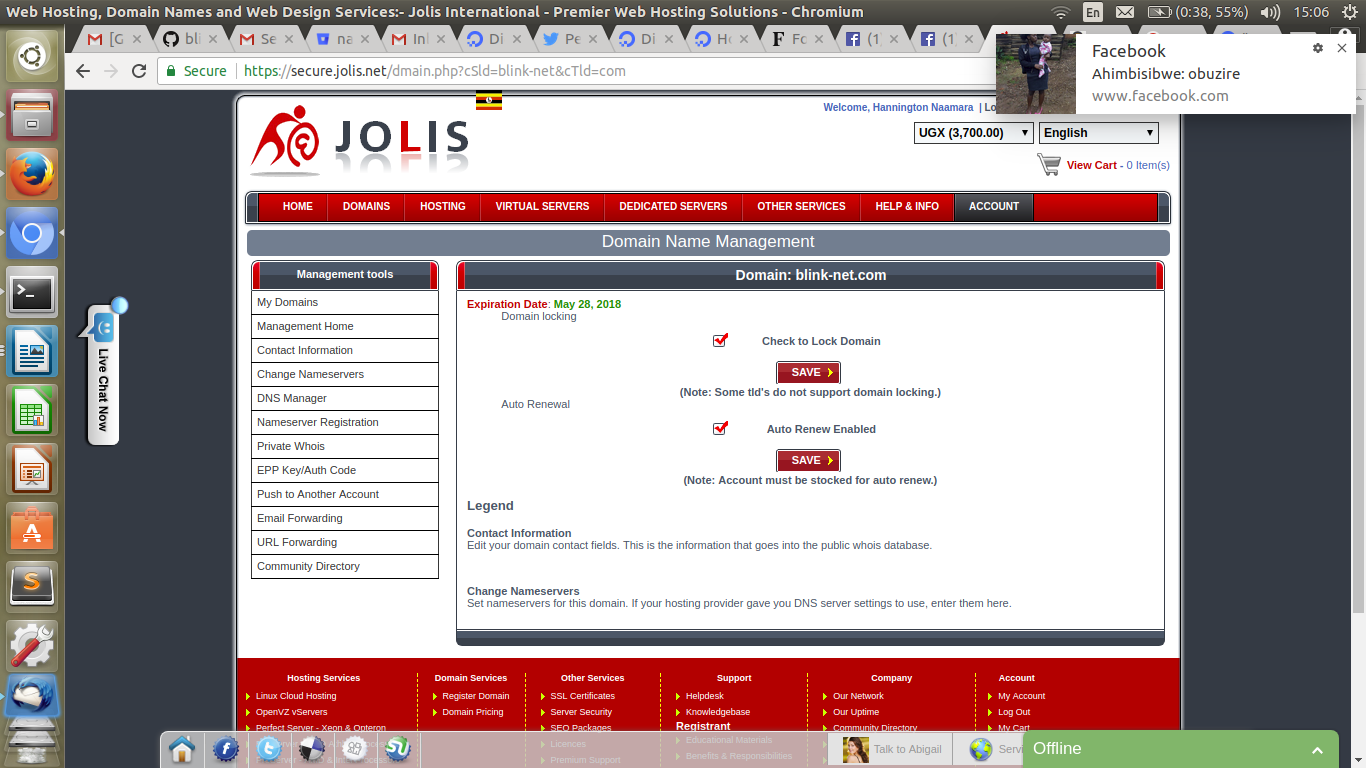 Web Hosting, Domain Names and Web Design Services:- Jolis International - Premier Web Hosting Solutions - Chromium
En
(0:38, 55%)
15:06
[G
bli
Se
na
Inl
Di
Pe
Di
Ho
Fo
(1)
(1)
Secure
https://secure.jolis.net/dmain.php?cSld=blink-net&cTld=com
Facebook
Ahimbisibwe: obuzire
www.facebook.com
JOLIS
Welcome, Hannington Naamara | Lo
UGX (3,700.00)
English
View Cart - 0 Item(s)
HOME
DOMAINS
HOSTING
VIRTUAL SERVERS
DEDICATED SERVERS
OTHER SERVICES
HELP & INFO
ACCOUNT
Domain Name Management
Management tools
My Domains
Management Home
Contact Information
Change Nameservers
DNS Manager
Nameserver Registration
Private Whois
EPP Key/Auth Code
Push to Another Account
Email Forwarding
URL Forwarding
Community Directory
Live Chat Now
Domain: blink-net.com
Expiration Date: May 28, 2018
Domain locking
Check to Lock Domain
SAVE
(Note: Some tld's do not support domain locking.)
Auto Renewal
Auto Renew Enabled
SAVE
(Note: Account must be stocked for auto renew.)
Legend
Contact Information
Edit your domain contact fields. This is the information that goes into the public whois database.
Change Nameservers
Set nameservers for this domain. If your hosting provider gave you DNS server settings to use, enter them here.
Hosting Services
Linux Cloud Hosting
OpenVZ vServers
Perfect Server - Xeon & Opteron
Domain Services
Register Domain
Domain Pricing
Other Services
SSL Certificates
Server Security
SEO Packages
Licences
Premium Support
Support
Helpdesk
Knowledgebase
Registrant
Educational Materials
Benefits & Responsibilities
Company
Our Network
Our Uptime
Community Directory
Account
My Account
Log Out
My Cart
Talk to Abigail
Servi
Offline